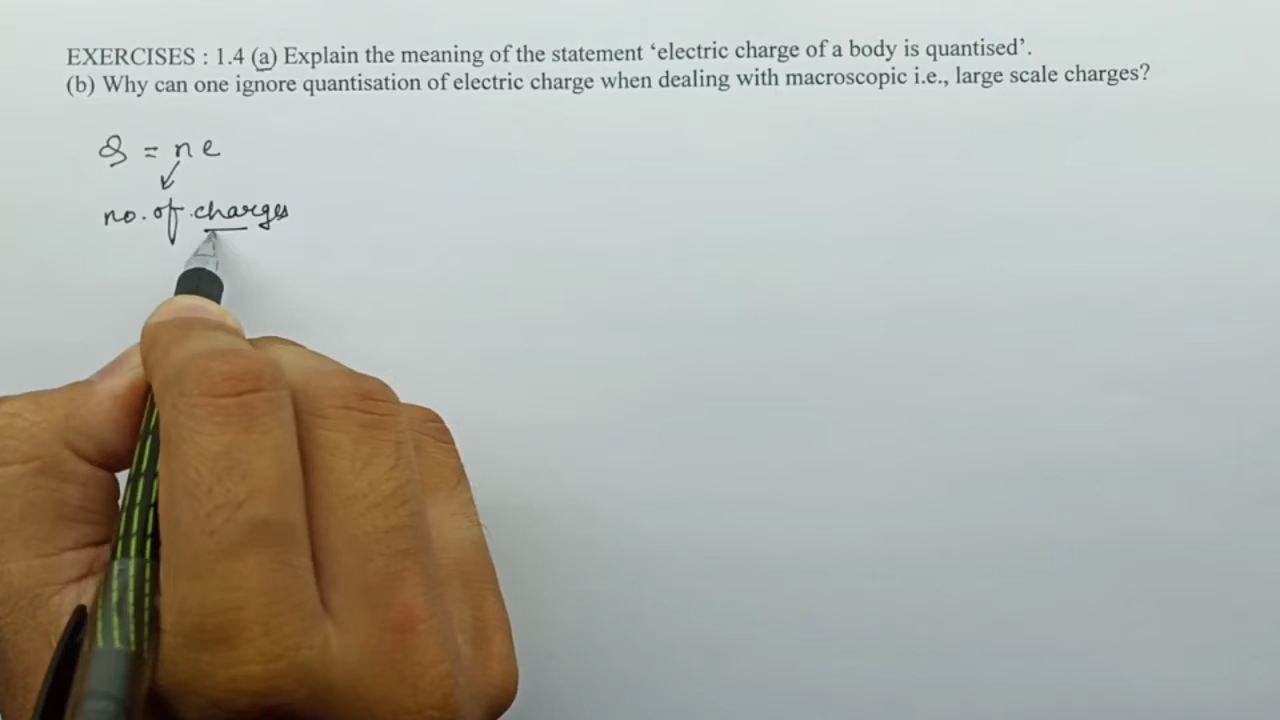 EXERCISES : 1.4 (a) Explain the meaning of the statement ‘electric charge of a body is quantised’.
(b) Why can one ignore quantisation of electric charge when dealing with macroscopic i.e., large scale charges?
Q = ne
no. of charges